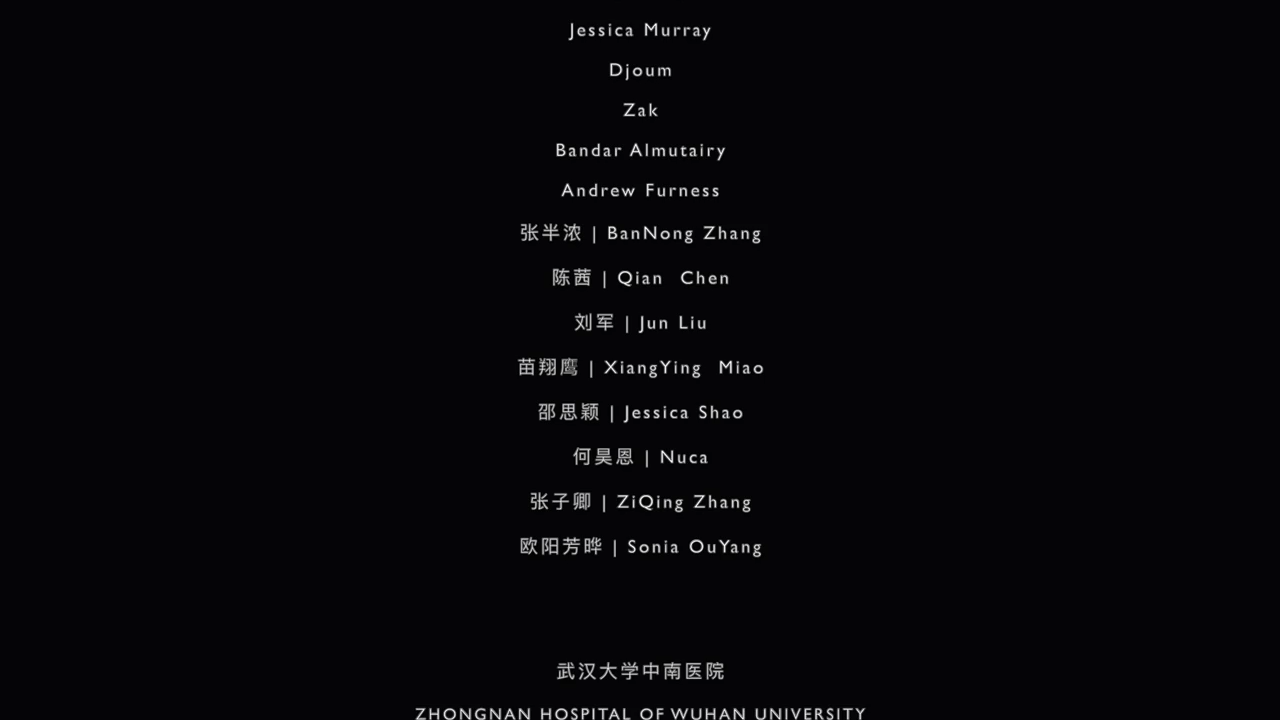 Jessica Murray
Djoum
Zak
Bandar Almutairy
Andrew Furness
张半浓 | BanNong Zhang
陈茜 | Qian Chen
刘军 | Jun Liu
苗翔鹰 | XiangYing Miao
邵思颖 | Jessica Shao
何昊恩 | Nuca
张子卿 | ZiQing Zhang
欧阳芳晔 | Sonia OuYang
武汉大学中南医院
ZHONGNAN HOSPITAL OF WUHAN UNIVERSITY